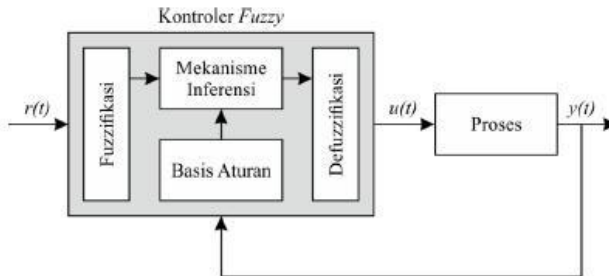 Kontroler Fuzzy
r(t)
Fuzzifikasi
Mekanisme
Inferensi
Basis Aturan
Defuzzifikasi
u(t)
Proses
y(t)